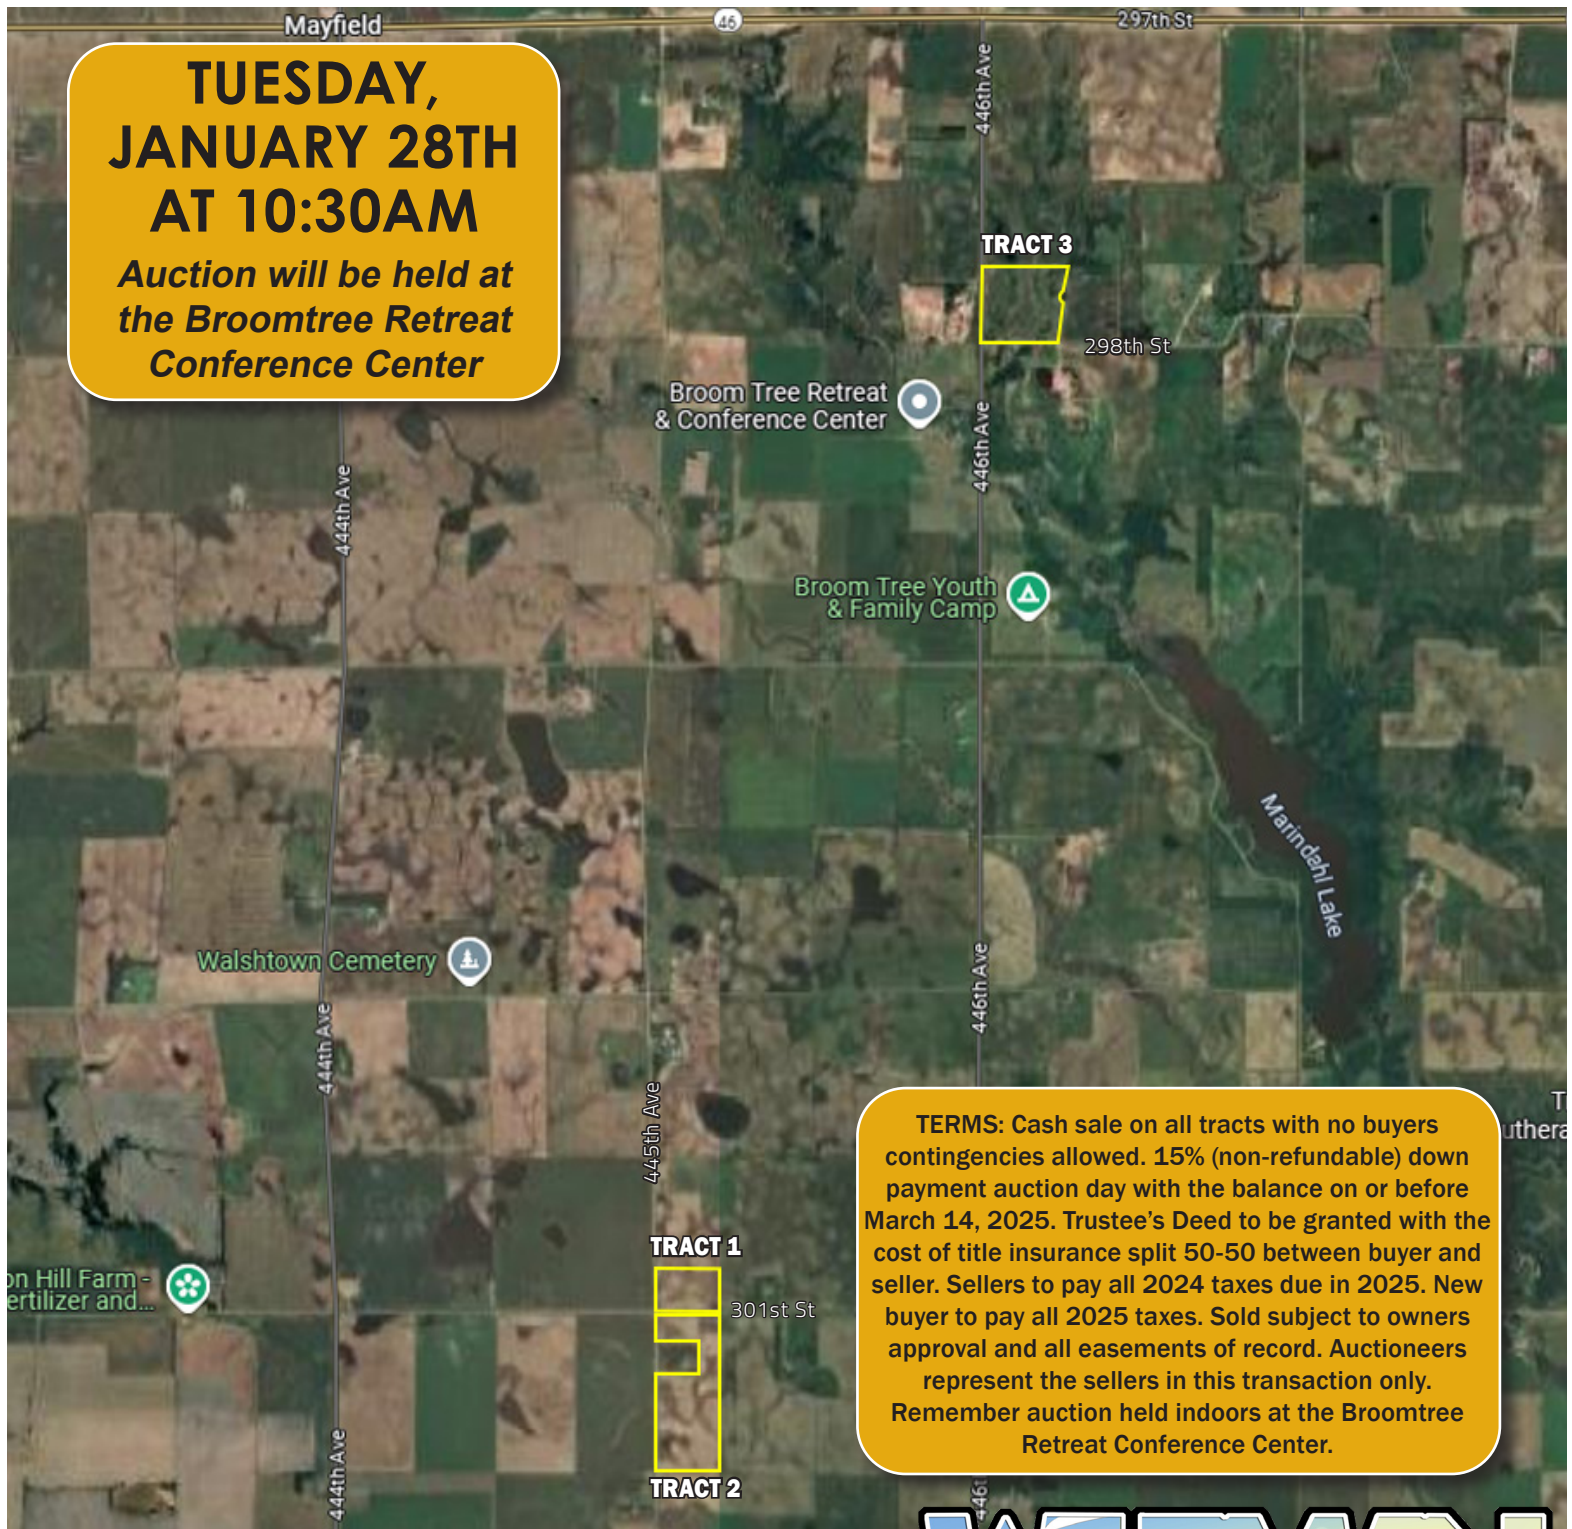 Mayfield
46
297th St
TUESDAY,
JANUARY 28TH
AT 10:30AM
Auction will be held at
the Broomtree Retreat
Conference Center
446th Ave
TRACT 3
298th St
Broom Tree Retreat
& Conference Center
446th Ave
444th Ave
Broom Tree Youth
& Family Camp
Marindahl Lake
Walshtown Cemetery
446th Ave
444th Ave
445th Ave
TERMS: Cash sale on all tracts with no buyers
contingencies allowed. 15% (non-refundable) down
payment auction day with the balance on or before
March 14, 2025. Trustee's Deed to be granted with the
cost of title insurance split 50-50 between buyer and
seller. Sellers to pay all 2024 taxes due in 2025. New
buyer to pay all 2025 taxes. Sold subject to owners
approval and all easements of record. Auctioneers
represent the sellers in this transaction only.
Remember auction held indoors at the Broomtree
Retreat Conference Center.
TRACT 1
on Hill Farm -
ertilizer and...
301st St
444th Ave
TRACT 2
446t